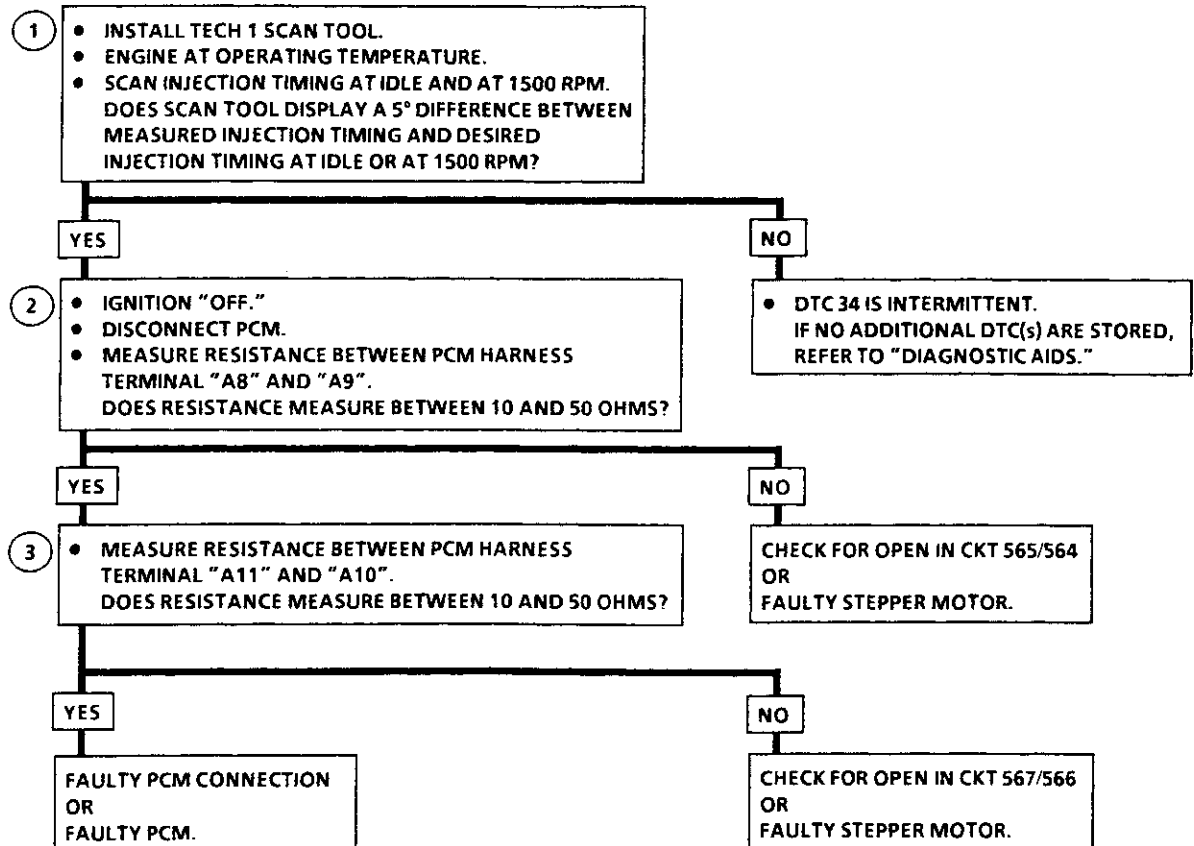 1
• INSTALL TECH 1 SCAN TOOL.
• ENGINE AT OPERATING TEMPERATURE.
• SCAN INJECTION TIMING AT IDLE AND AT 1500 RPM.
DOES SCAN TOOL DISPLAY A 5° DIFFERENCE BETWEEN
MEASURED INJECTION TIMING AND DESIRED
INJECTION TIMING AT IDLE OR AT 1500 RPM?
YES
NO
2
• IGNITION "OFF."
• DISCONNECT PCM.
• MEASURE RESISTANCE BETWEEN PCM HARNESS
TERMINAL "A8" AND "A9".
DOES RESISTANCE MEASURE BETWEEN 10 AND 50 OHMS?
• DTC 34 IS INTERMITTENT.
IF NO ADDITIONAL DTC(s) ARE STORED,
REFER TO "DIAGNOSTIC AIDS."
YES
NO
3
• MEASURE RESISTANCE BETWEEN PCM HARNESS
TERMINAL "A11" AND "A10".
DOES RESISTANCE MEASURE BETWEEN 10 AND 50 OHMS?
CHECK FOR OPEN IN CKT 565/564
OR
FAULTY STEPPER MOTOR.
YES
NO
FAULTY PCM CONNECTION
OR
FAULTY PCM.
CHECK FOR OPEN IN CKT 567/566
OR
FAULTY STEPPER MOTOR.